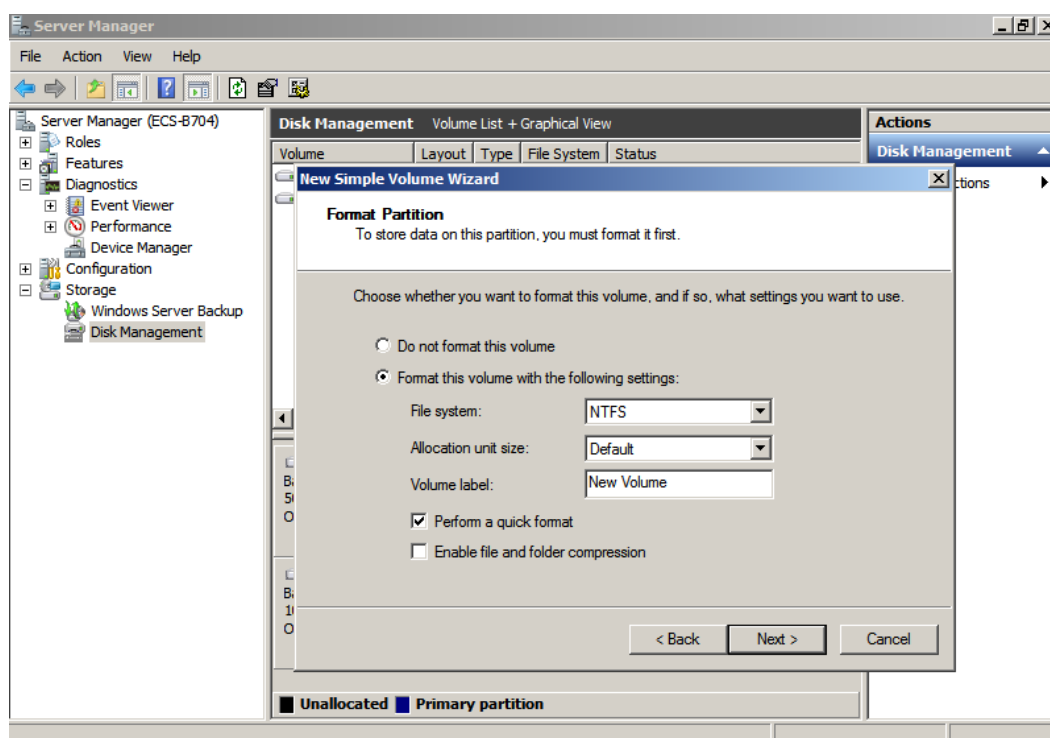 Server Manager
File Action View Help
Server Manager (ECS-B704)
Roles
Features
Diagnostics
Event Viewer
Performance
Device Manager
Configuration
Storage
Windows Server Backup
Disk Management
Disk Management Volume List + Graphical View
Volume Layout Type File System Status
New Simple Volume Wizard
Format Partition
To store data on this partition, you must format it first.
Choose whether you want to format this volume, and if so, what settings you want to use.
Do not format this volume
Format this volume with the following settings:
File system: NTFS
Allocation unit size: Default
Volume label: New Volume
Perform a quick format
Enable file and folder compression
< Back Next > Cancel
Unallocated Primary partition
Actions
Disk Management